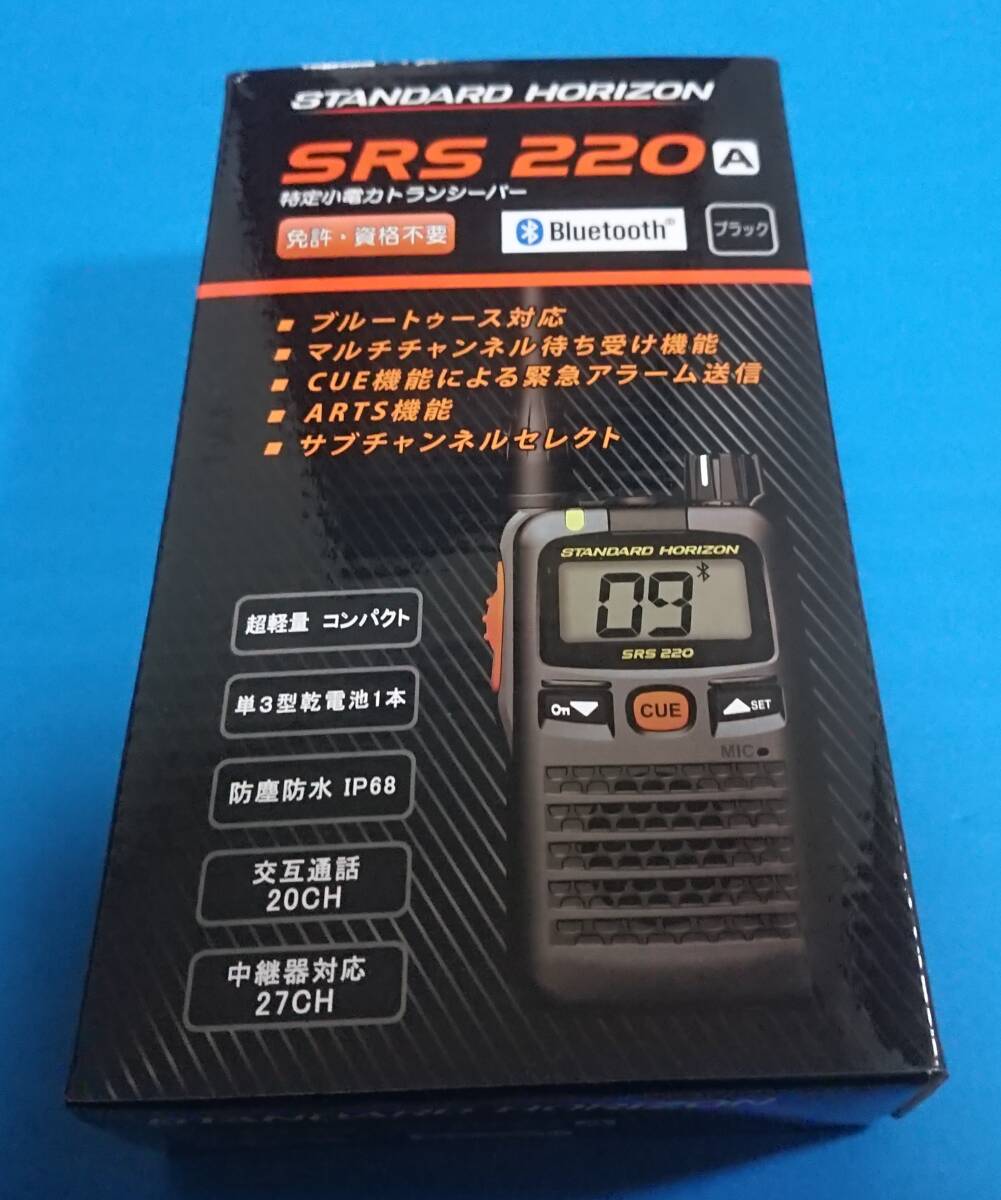 STANDARD HORIZON
SRS 220 A
特定小電力トランシーバー
免許・資格不要
Bluetooth®
ブラック
■ ブルートゥース対応
■ マルチチャンネル待ち受け機能
■ CUE機能による緊急アラーム送信
■ ARTS機能
■ サブチャンネルセレクト
STANDARD HORIZON
09
SRS 220
CUE
SET
MIC
超軽量 コンパクト
単3型乾電池1本
防塵防水 IP68
交互通話
20CH
中継器対応
27CH
STANDARD HORIZON